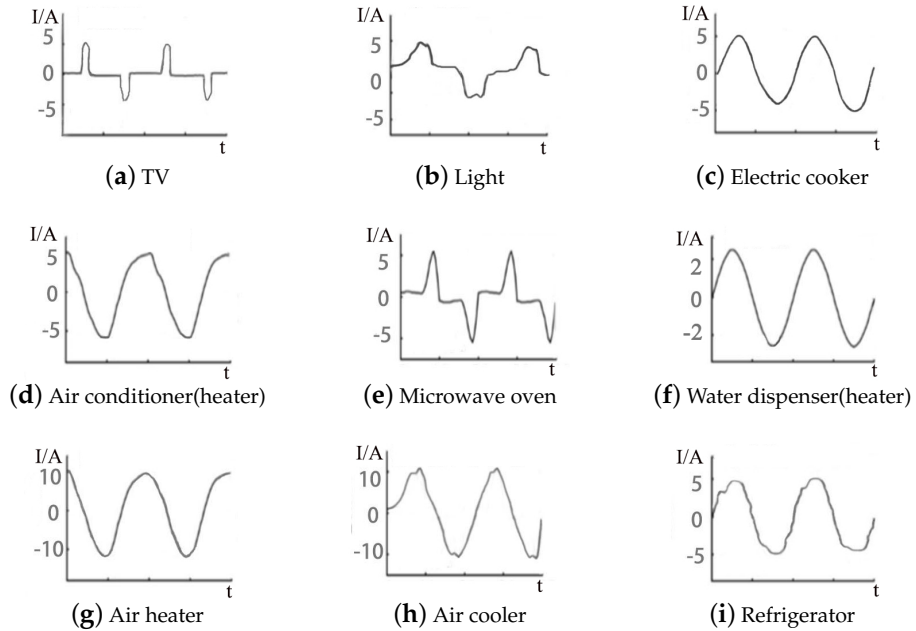 I/A
5
0
-5
t
(a) TV
I/A
5
0
-5
t
(b) Light
I/A
5
0
-5
t
(c) Electric cooker
I/A
5
0
-5
t
(d) Air conditioner(heater)
I/A
5
0
-5
t
(e) Microwave oven
I/A
2
0
-2
t
(f) Water dispenser(heater)
I/A
10
0
-10
t
(g) Air heater
I/A
10
0
-10
t
(h) Air cooler
I/A
5
0
-5
t
(i) Refrigerator